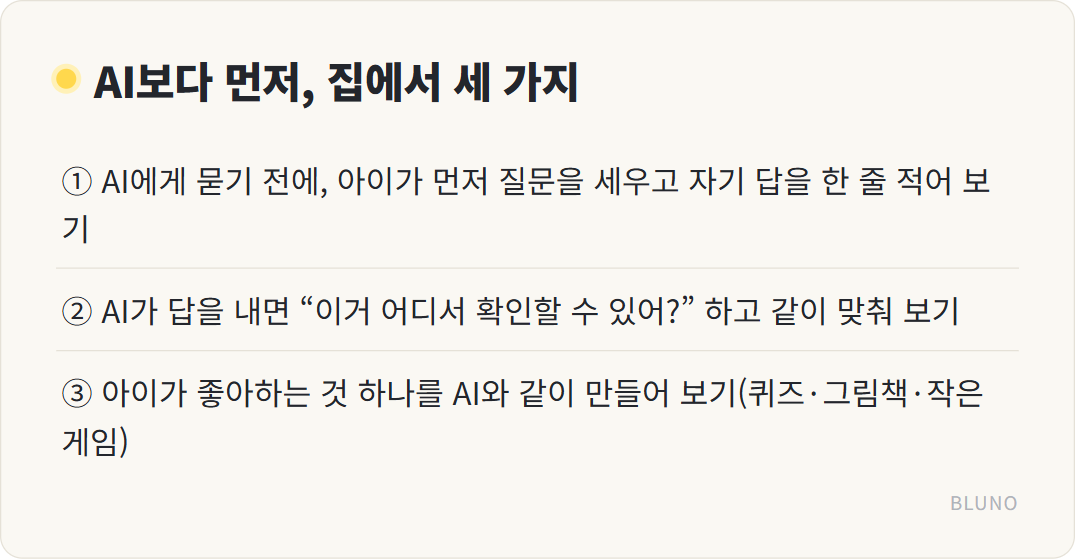 AI보다 먼저, 집에서 세 가지
① AI에게 묻기 전에, 아이가 먼저 질문을 세우고 자기 답을 한 줄 적어 보
기
② AI가 답을 내면 “이거 어디서 확인할 수 있어?” 하고 같이 맞춰 보기
③ 아이가 좋아하는 것 하나를 AI와 같이 만들어 보기(퀴즈·그림책·작은
게임)
BLUNO